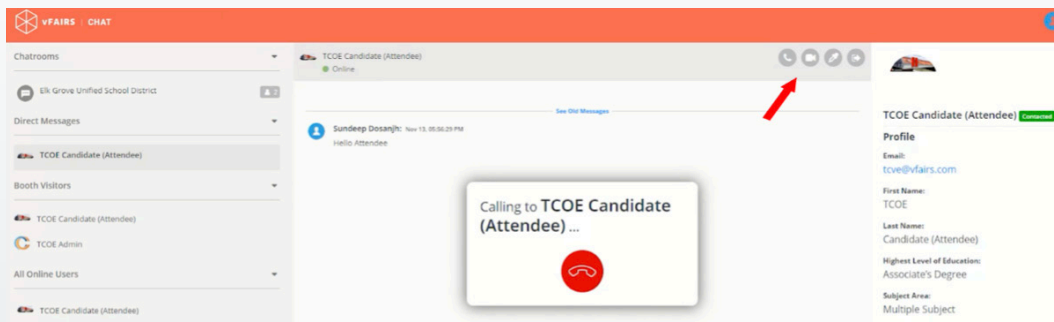 vFAIRS | CHAT
Chatrooms
Elk Grove Unified School District
2
Direct Messages
TCOE Candidate (Attendee)
Booth Visitors
TCOE Candidate (Attendee)
TCOE Admin
All Online Users
TCOE Candidate (Attendee)
TCOE Candidate (Attendee)
Online
See Old Messages
Sundeep Dosanjh: Nov 13, 05:56:29 PM
Hello Attendee
Calling to TCOE Candidate
(Attendee) ...
TCOE Candidate (Attendee) Contacted
Profile
Email:
tcve@vfairs.com
First Name:
TCOE
Last Name:
Candidate (Attendee)
Highest Level of Education:
Associate's Degree
Subject Area:
Multiple Subject